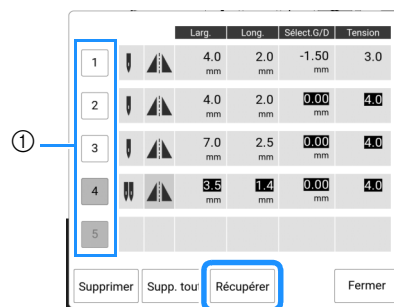 Larg. Long. Sélect.G/D Tension
1 4.0 mm 2.0 mm -1.50 mm 3.0
2 4.0 mm 2.0 mm 0.00 mm 4.0
3 7.0 mm 2.5 mm 0.00 mm 4.0
4 3.5 mm 1.4 mm 0.00 mm 4.0
5
①
Supprimer Supp. tout Récupérer Fermer